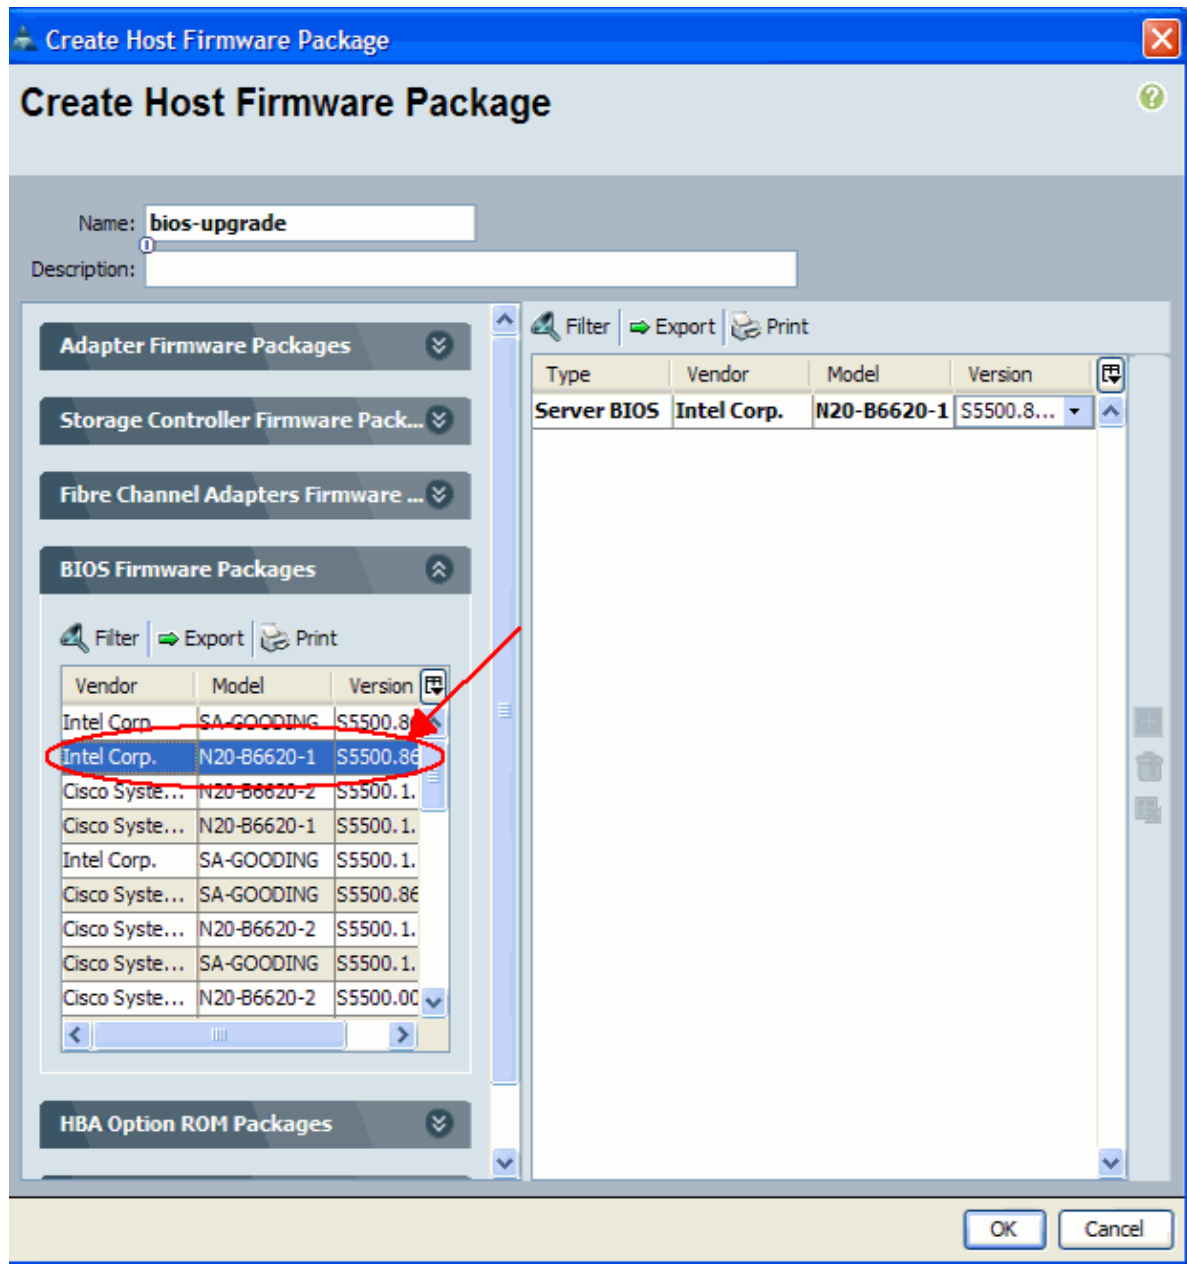 Create Host Firmware Package
Create Host Firmware Package
Name: bios-upgrade
Description:
Adapter Firmware Packages
Storage Controller Firmware Pack...
Fibre Channel Adapters Firmware ...
BIOS Firmware Packages
Filter Export Print
Vendor Model Version
Intel Corp. SA-GOODING S5500.86
Intel Corp. N20-B6620-1 S5500.86
Cisco Syste... N20-B6620-2 S5500.1.
Cisco Syste... N20-B6620-1 S5500.1.
Intel Corp. SA-GOODING S5500.1.
Cisco Syste... SA-GOODING S5500.86
Cisco Syste... N20-B6620-2 S5500.1.
Cisco Syste... SA-GOODING S5500.1.
Cisco Syste... N20-B6620-2 S5500.00
HBA Option ROM Packages
Filter Export Print
Type Vendor Model Version
Server BIOS Intel Corp. N20-B6620-1 S5500.8...
OK Cancel